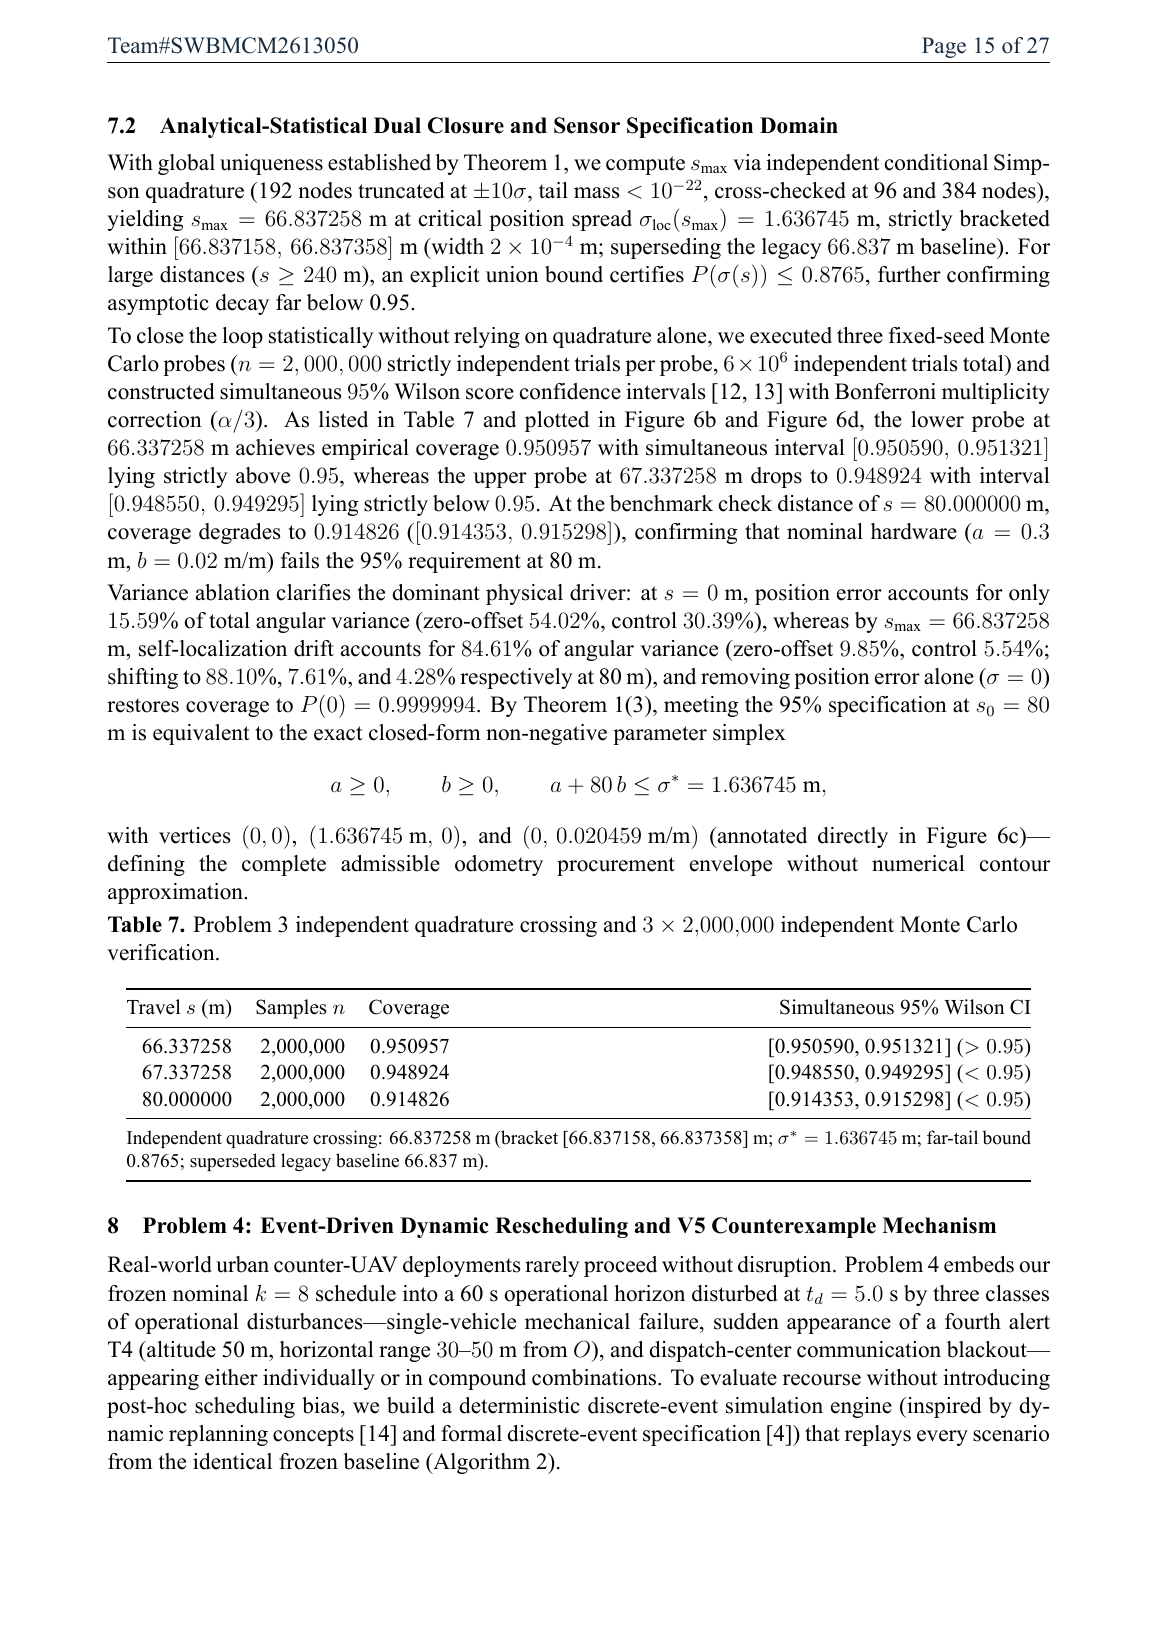 Team#SWBMCM2613050
Page 15 of 27
7.2 Analytical-Statistical Dual Closure and Sensor Specification Domain
With global uniqueness established by Theorem 1, we compute s_max via independent conditional Simp-
son quadrature (192 nodes truncated at ±10σ, tail mass < 10⁻²², cross-checked at 96 and 384 nodes),
yielding s_max = 66.837258 m at critical position spread σ_loc(s_max) = 1.636745 m, strictly bracketed
within [66.837158, 66.837358] m (width 2 × 10⁻⁴ m; superseding the legacy 66.837 m baseline). For
large distances (s ≥ 240 m), an explicit union bound certifies P(σ(s)) ≤ 0.8765, further confirming
asymptotic decay far below 0.95.
To close the loop statistically without relying on quadrature alone, we executed three fixed-seed Monte
Carlo probes (n = 2, 000, 000 strictly independent trials per probe, 6×10⁶ independent trials total) and
constructed simultaneous 95% Wilson score confidence intervals [12, 13] with Bonferroni multiplicity
correction (α/3). As listed in Table 7 and plotted in Figure 6b and Figure 6d, the lower probe at
66.337258 m achieves empirical coverage 0.950957 with simultaneous interval [0.950590, 0.951321]
lying strictly above 0.95, whereas the upper probe at 67.337258 m drops to 0.948924 with interval
[0.948550, 0.949295] lying strictly below 0.95. At the benchmark check distance of s = 80.000000 m,
coverage degrades to 0.914826 ([0.914353, 0.915298]), confirming that nominal hardware (a = 0.3
m, b = 0.02 m/m) fails the 95% requirement at 80 m.
Variance ablation clarifies the dominant physical driver: at s = 0 m, position error accounts for only
15.59% of total angular variance (zero-offset 54.02%, control 30.39%), whereas by s_max = 66.837258
m, self-localization drift accounts for 84.61% of angular variance (zero-offset 9.85%, control 5.54%;
shifting to 88.10%, 7.61%, and 4.28% respectively at 80 m), and removing position error alone (σ = 0)
restores coverage to P(0) = 0.9999994. By Theorem 1(3), meeting the 95% specification at s₀ = 80
m is equivalent to the exact closed-form non-negative parameter simplex
a ≥ 0, b ≥ 0, a + 80 b ≤ σ* = 1.636745 m,
with vertices (0, 0), (1.636745 m, 0), and (0, 0.020459 m/m) (annotated directly in Figure 6c)—
defining the complete admissible odometry procurement envelope without numerical contour
approximation.
Table 7. Problem 3 independent quadrature crossing and 3 × 2,000,000 independent Monte Carlo
verification.
Travel s (m) Samples n Coverage Simultaneous 95% Wilson CI
66.337258 2,000,000 0.950957 [0.950590, 0.951321] (> 0.95)
67.337258 2,000,000 0.948924 [0.948550, 0.949295] (< 0.95)
80.000000 2,000,000 0.914826 [0.914353, 0.915298] (< 0.95)
Independent quadrature crossing: 66.837258 m (bracket [66.837158, 66.837358] m; σ* = 1.636745 m; far-tail bound
0.8765; superseded legacy baseline 66.837 m).
8 Problem 4: Event-Driven Dynamic Rescheduling and V5 Counterexample Mechanism
Real-world urban counter-UAV deployments rarely proceed without disruption. Problem 4 embeds our
frozen nominal k = 8 schedule into a 60 s operational horizon disturbed at t_d = 5.0 s by three classes
of operational disturbances—single-vehicle mechanical failure, sudden appearance of a fourth alert
T4 (altitude 50 m, horizontal range 30–50 m from O), and dispatch-center communication blackout—
appearing either individually or in compound combinations. To evaluate recourse without introducing
post-hoc scheduling bias, we build a deterministic discrete-event simulation engine (inspired by dy-
namic replanning concepts [14] and formal discrete-event specification [4]) that replays every scenario
from the identical frozen baseline (Algorithm 2).